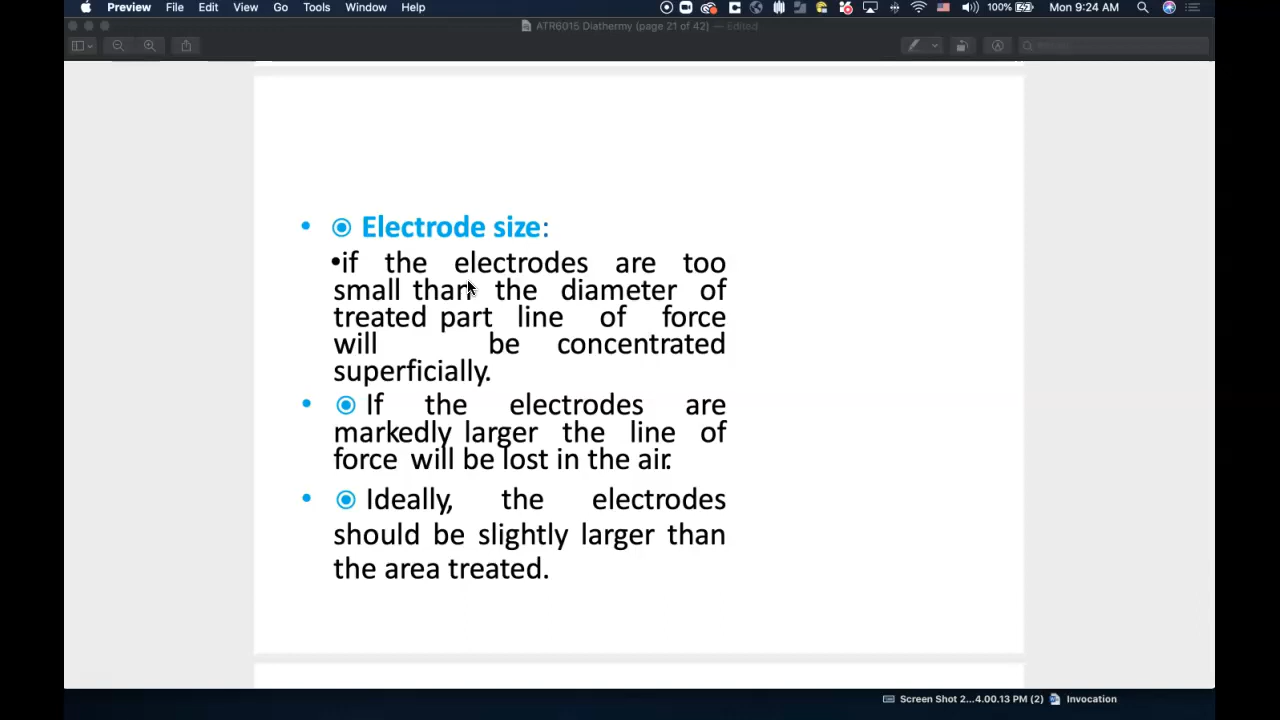 Preview File Edit View Go Tools Window Help 100% Mon 9:24 AM
ATR6015 Diathermy (page 21 of 42) — Edited
• ◉ Electrode size:
•if the electrodes are too
small than the diameter of
treated part line of force
will be concentrated
superficially.
• ◉ If the electrodes are
markedly larger the line of
force will be lost in the air.
• ◉ Ideally, the electrodes
should be slightly larger than
the area treated.
Screen Shot 2...4.00.13 PM (2) Invocation